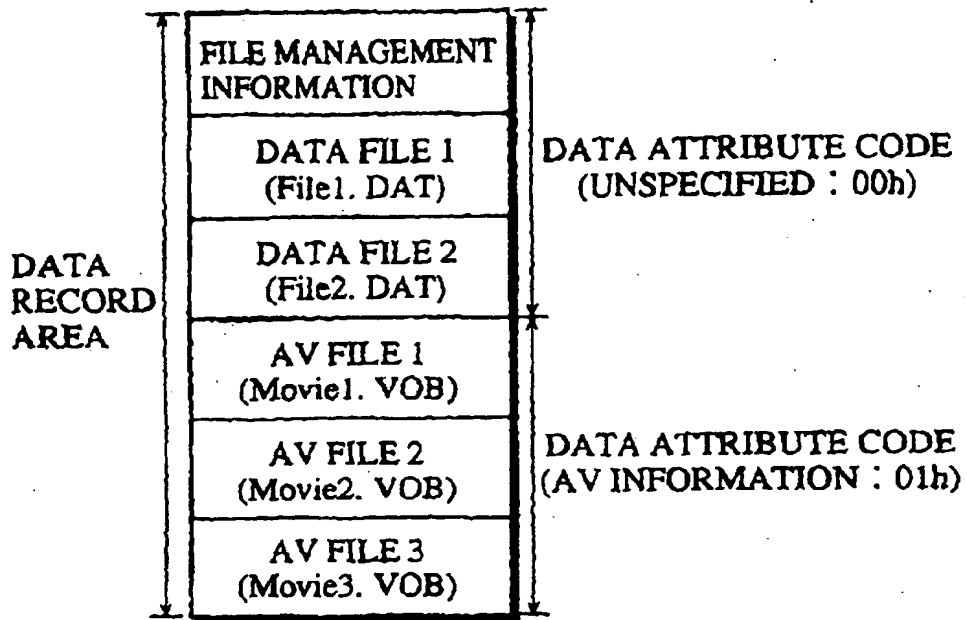 FILE MANAGEMENT
INFORMATION
DATA FILE 1
(File1. DAT)
DATA ATTRIBUTE CODE
(UNSPECIFIED : 00h)
DATA FILE 2
(File2. DAT)
DATA
RECORD
AREA
AV FILE 1
(Movie1. VOB)
AV FILE 2
(Movie2. VOB)
DATA ATTRIBUTE CODE
(AV INFORMATION : 01h)
AV FILE 3
(Movie3. VOB)